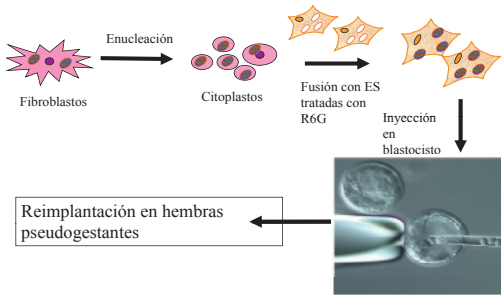 Enucleación
Fibroblastos
Citoplastos
Fusión con ES
tratadas con
R6G
Inyección
en
blastocisto
Reimplantación en hembras
pseudogestantes